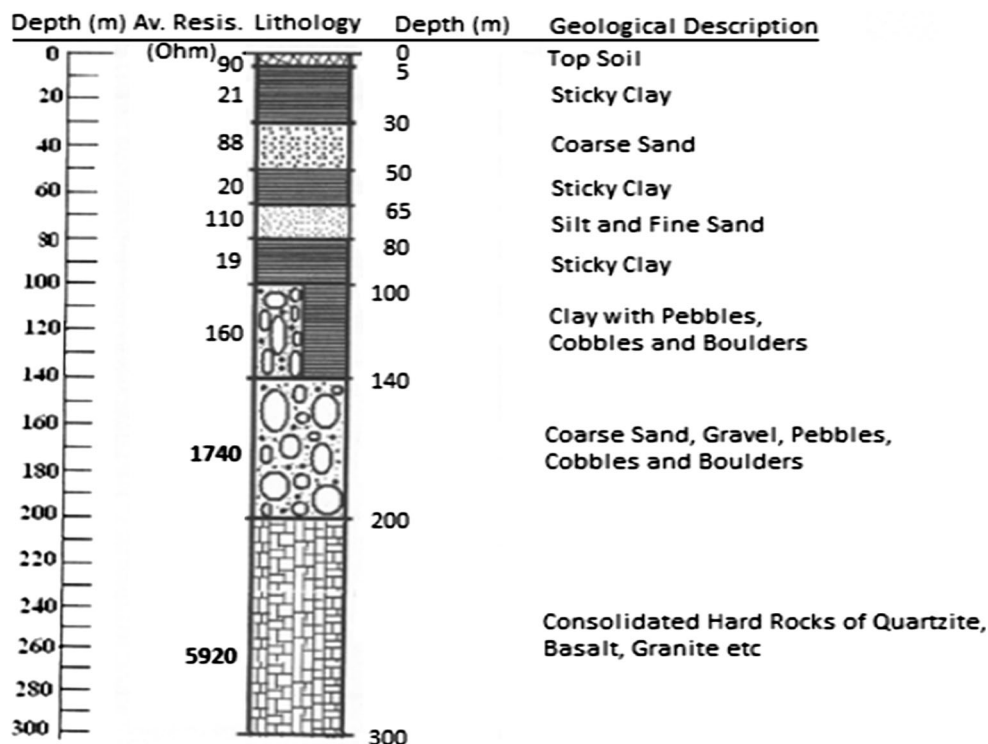 Depth (m) Av. Resis. Lithology Depth (m) Geological Description
(Ohm)
0 0 Top Soil
90 5
20 21 Sticky Clay
30
40 88 Coarse Sand
50
60 20 Sticky Clay
65
110 Silt and Fine Sand
80 80
19 Sticky Clay
100 100
Clay with Pebbles,
120 160 Cobbles and Boulders
140 140
160 Coarse Sand, Gravel, Pebbles,
1740 Cobbles and Boulders
180
200 200
220
240 Consolidated Hard Rocks of Quartzite,
260 5920 Basalt, Granite etc
280
300 300